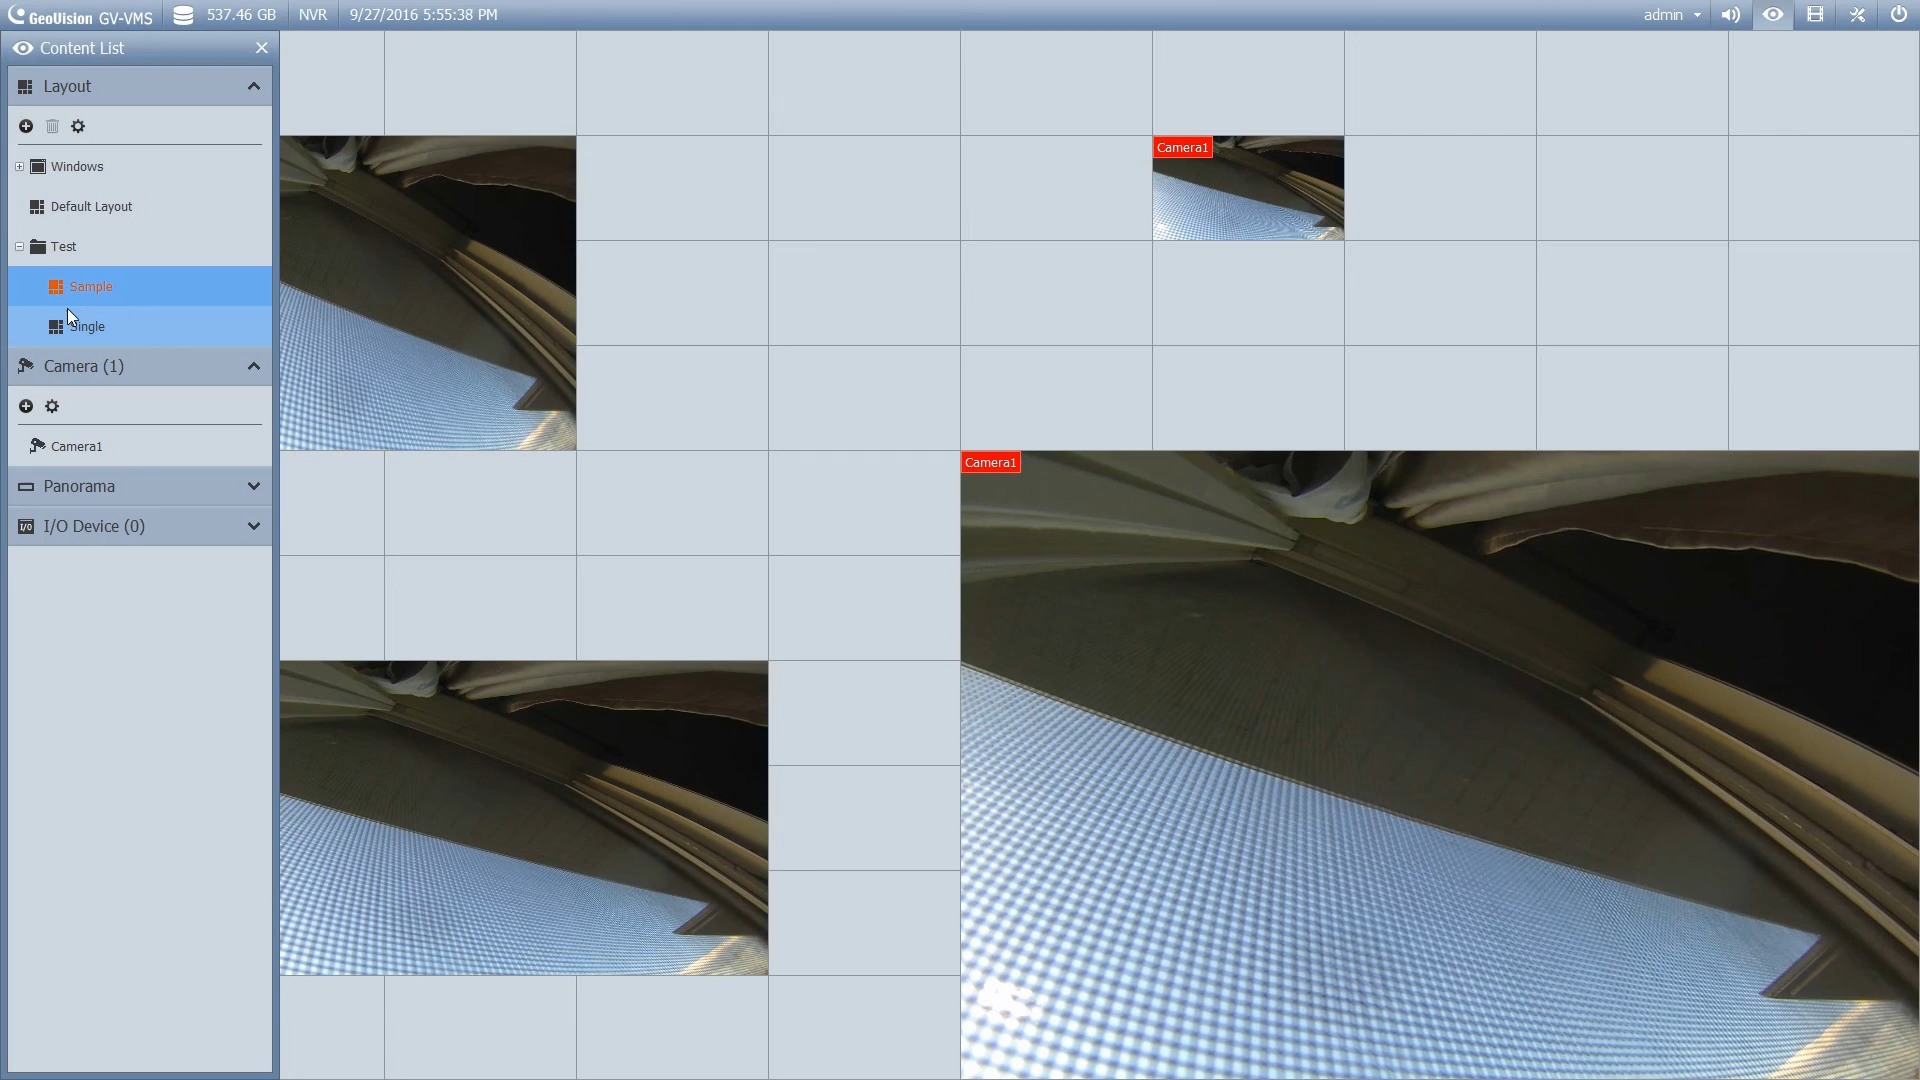 GeoVision GV-VMS 537.46 GB NVR 9/27/2016 5:55:38 PM admin
Content List
Layout
Windows
Default Layout
Test
Sample
Single
Camera (1)
Camera1
Panorama
I/O Device (0)
Camera1
Camera1